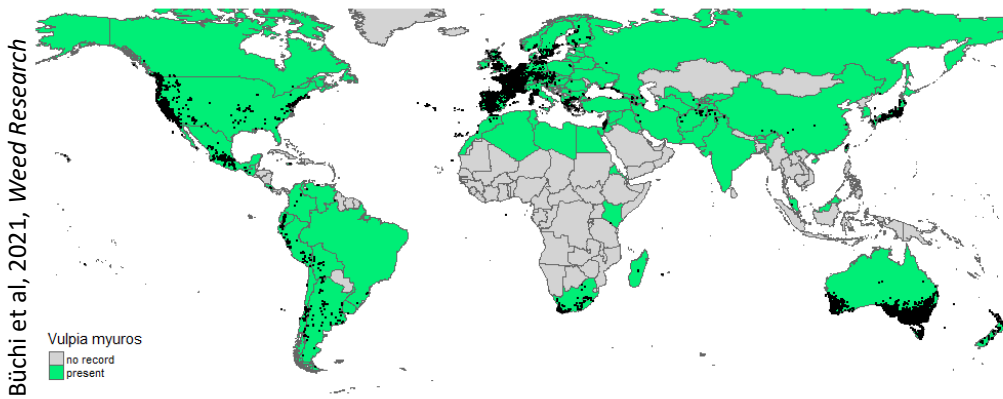 Büchi et al, 2021, Weed Research
Vulpia myuros
no record
present